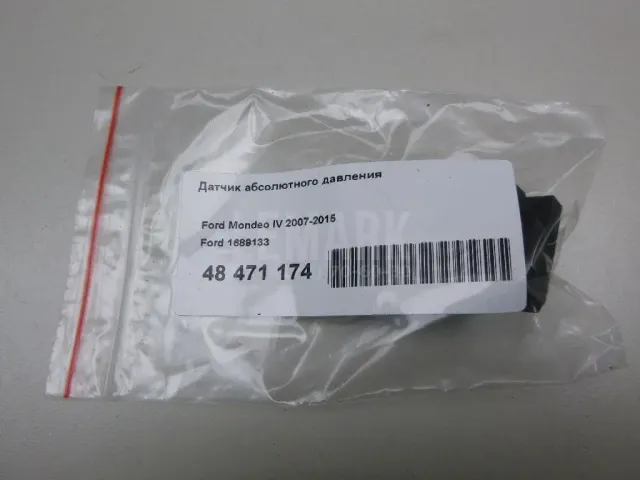 Датчик абсолютного давления
Ford Mondeo IV 2007-2015
Ford 1689133
48 471 174